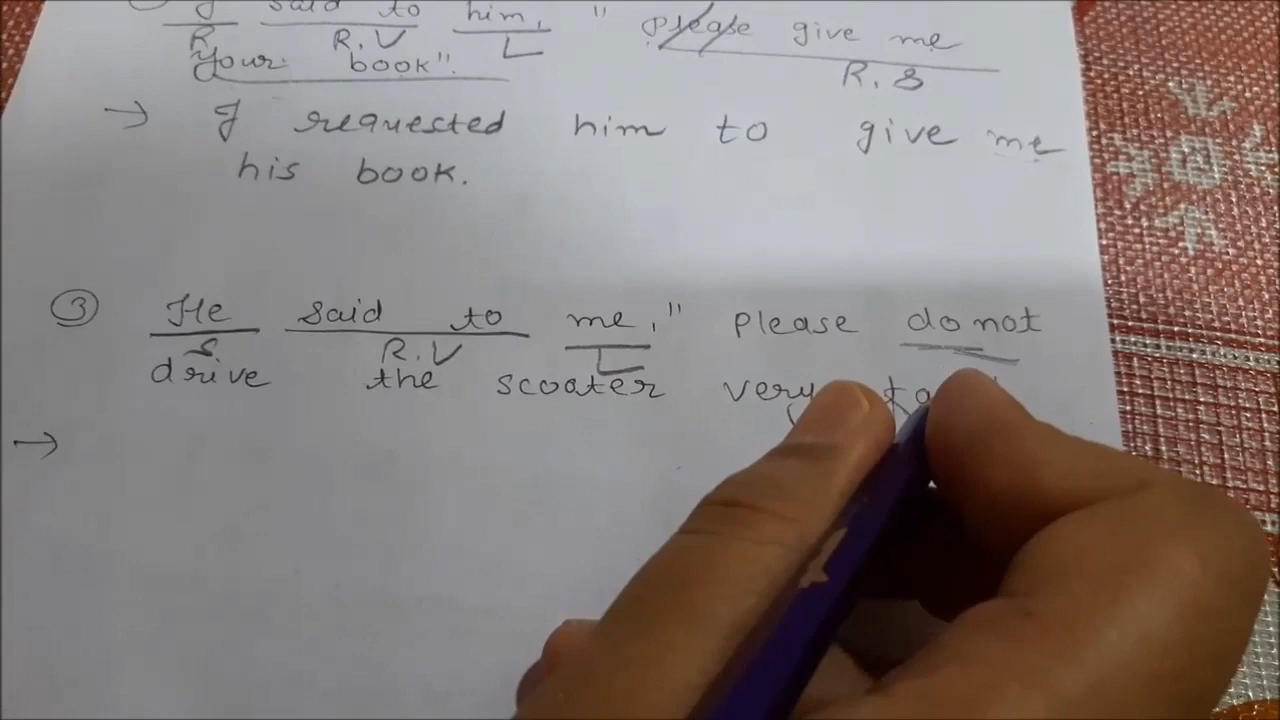 said to him, " please give me
R R.V L
your book". R.S
→ I requested him to give me
his book.
③ He said to me, " please do not
S R.V L
drive the scoater very
→